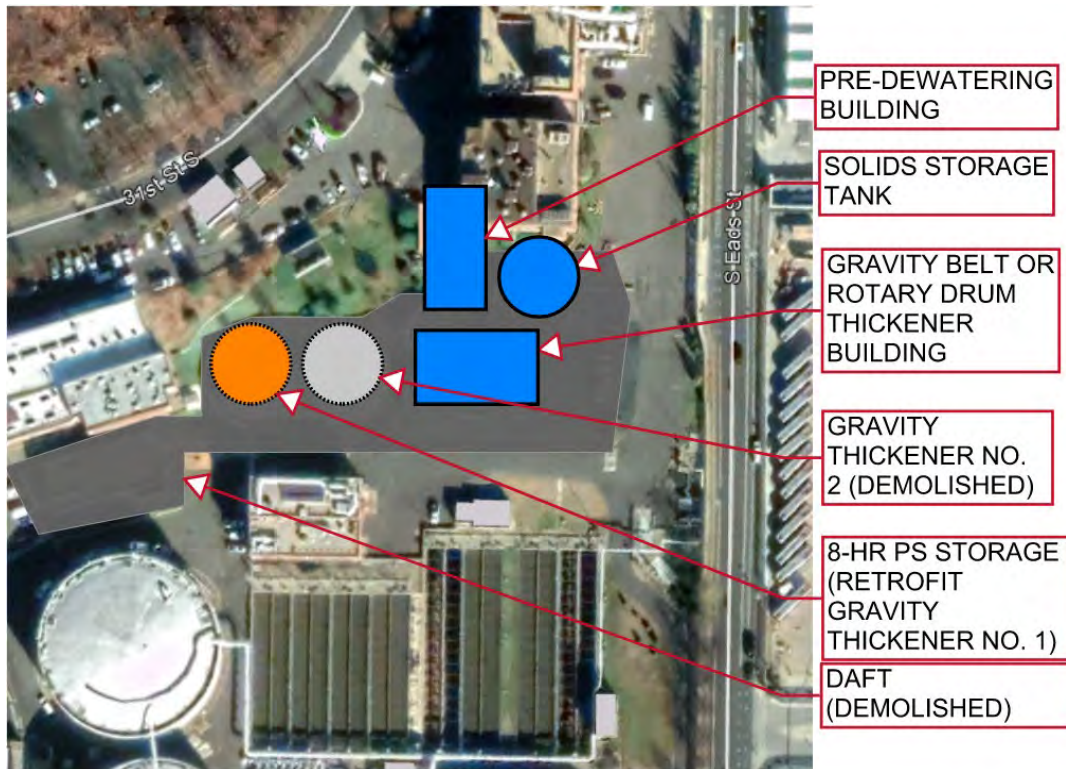 PRE-DEWATERING
BUILDING
SOLIDS STORAGE
TANK
GRAVITY BELT OR
ROTARY DRUM
THICKENER
BUILDING
GRAVITY
THICKENER NO.
2 (DEMOLISHED)
8-HR PS STORAGE
(RETROFIT
GRAVITY
THICKENER NO. 1)
DAFT
(DEMOLISHED)
31st St S
S Eads St